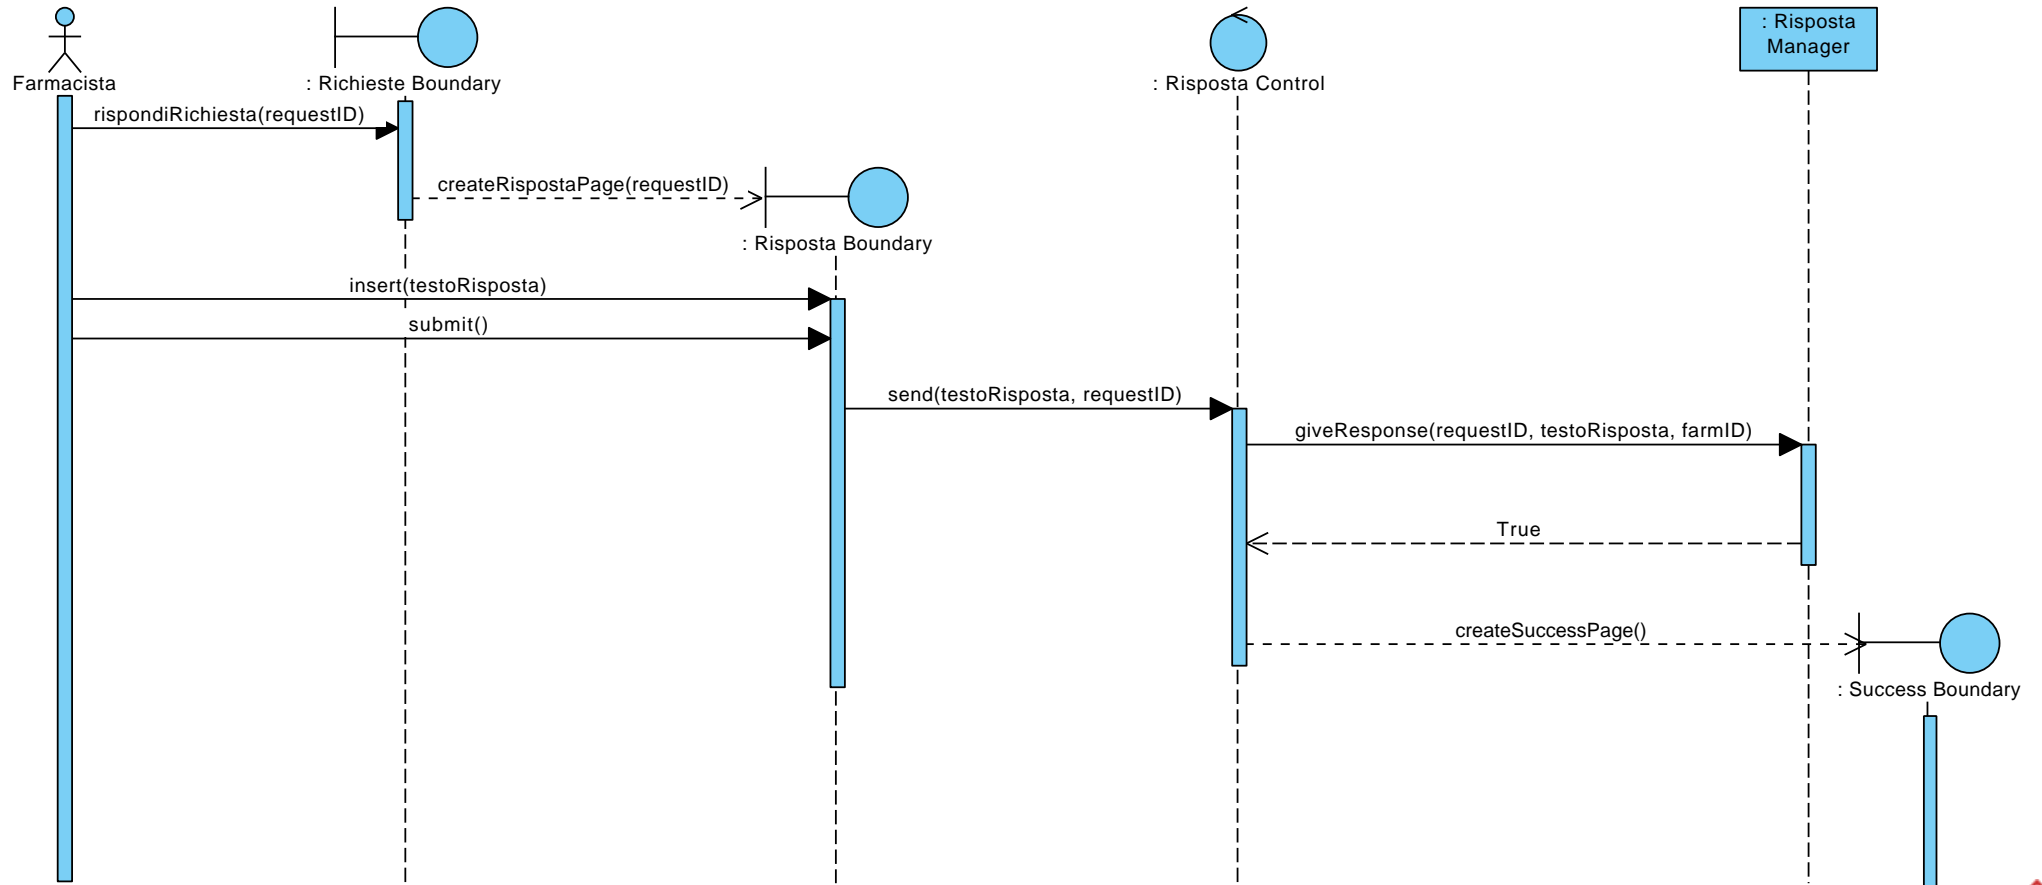 : Risposta
Manager
Farmacista
: Richieste Boundary
: Risposta Control
rispondiRichiesta(requestID)
createRispostaPage(requestID)
: Risposta Boundary
insert(testoRisposta)
submit()
send(testoRisposta, requestID)
giveResponse(requestID, testoRisposta, farmID)
True
createSuccessPage()
: Success Boundary